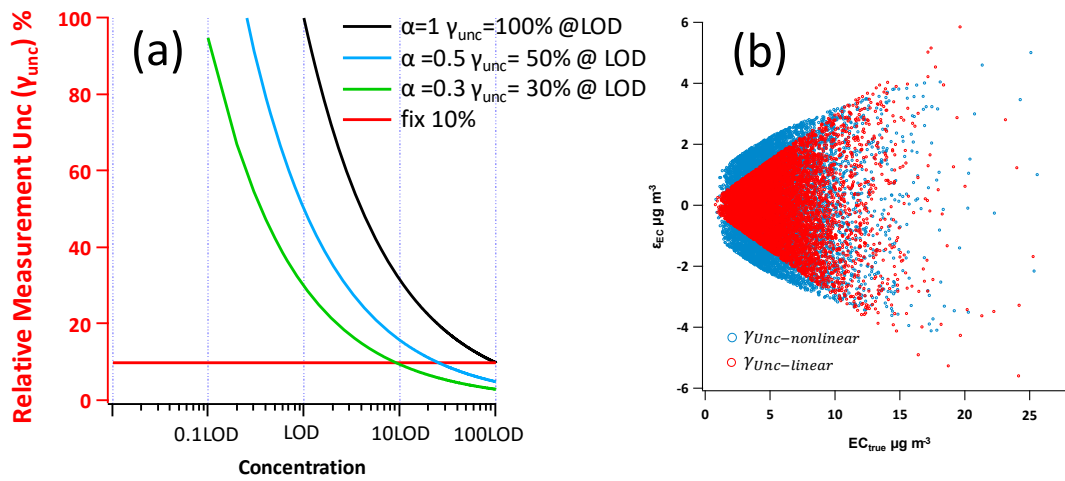 (a)
α=1 γunc=100% @LOD
α =0.5 γunc= 50% @ LOD
α =0.3 γunc= 30% @ LOD
fix 10%
Relative Measurement Unc (γunc) %
100
80
60
40
20
0
0.1LOD LOD 10LOD 100LOD
Concentration
(b)
εEC µg m-3
6
4
2
0
-2
-4
-6
γUnc−nonlinear
γUnc−linear
0 5 10 15 20 25
ECtrue µg m-3